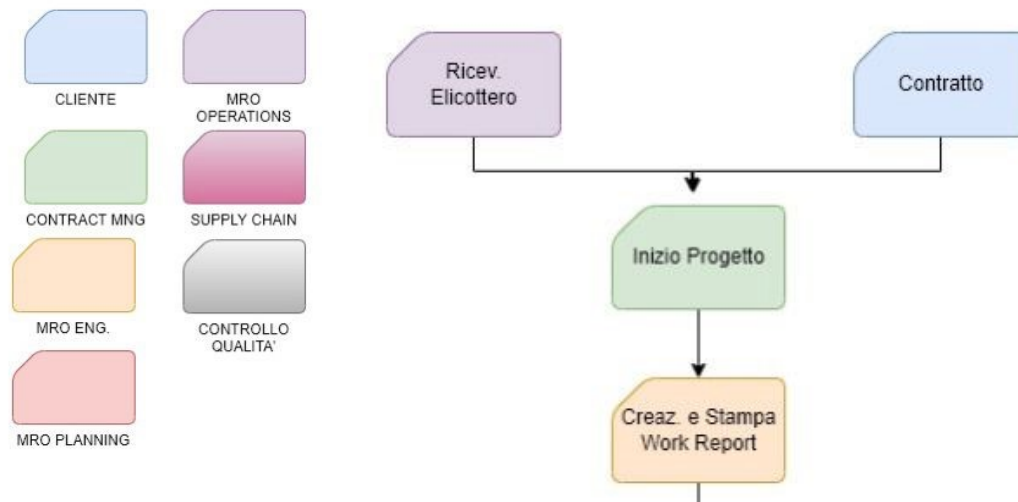 CLIENTE
MRO
OPERATIONS
CONTRACT MNG
SUPPLY CHAIN
MRO ENG.
CONTROLLO
QUALITA'
MRO PLANNING
Ricev.
Elicottero
Contratto
Inizio Progetto
Creaz. e Stampa
Work Report